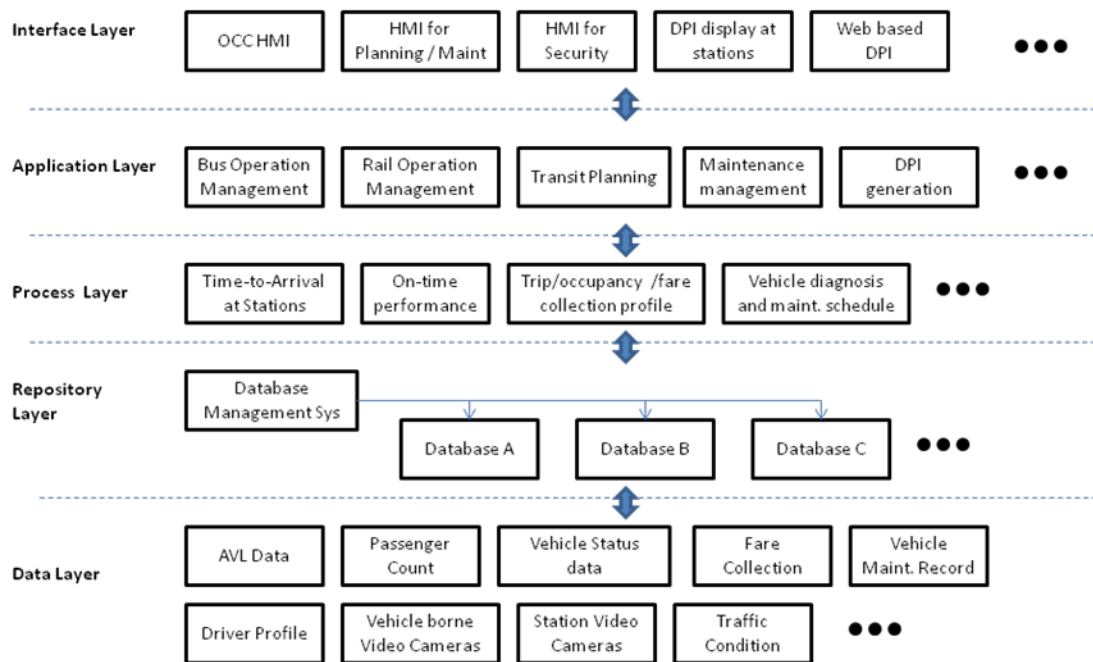 Interface Layer
OCC HMI
HMI for
Planning / Maint
HMI for
Security
DPI display at
stations
Web based
DPI
Application Layer
Bus Operation
Management
Rail Operation
Management
Transit Planning
Maintenance
management
DPI
generation
Process Layer
Time-to-Arrival
at Stations
On-time
performance
Trip/occupancy /fare
collection profile
Vehicle diagnosis
and maint. schedule
Repository
Layer
Database
Management Sys
Database A
Database B
Database C
Data Layer
AVL Data
Passenger
Count
Vehicle Status
data
Fare
Collection
Vehicle
Maint. Record
Driver Profile
Vehicle borne
Video Cameras
Station Video
Cameras
Traffic
Condition